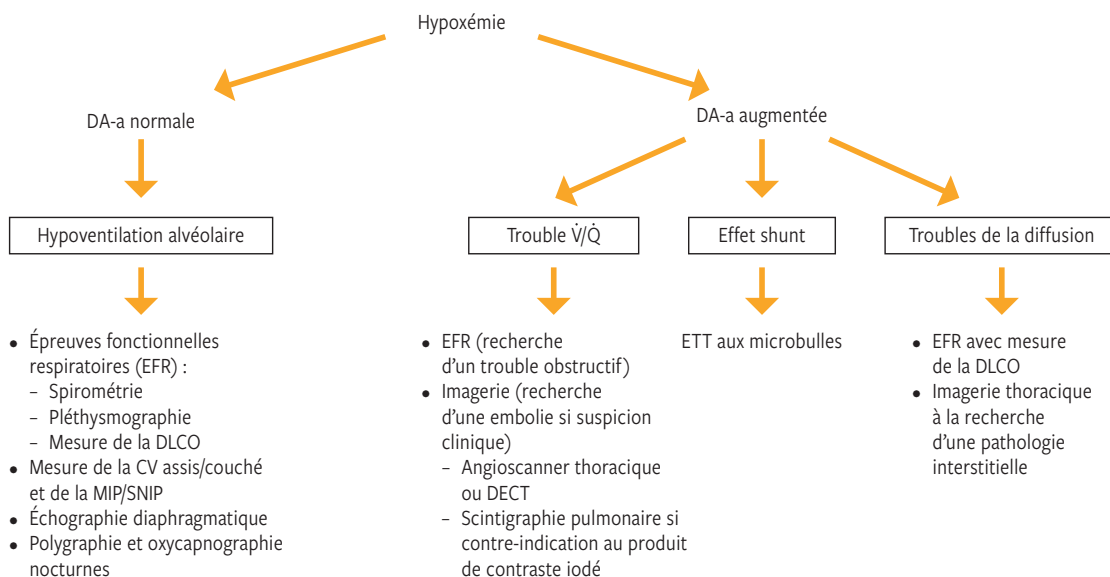 Hypoxémie
DA-a normale
DA-a augmentée
Hypoventilation alvéolaire
Trouble V̇/Q̇
Effet shunt
Troubles de la diffusion
• Épreuves fonctionnelles
respiratoires (EFR) :
– Spirométrie
– Pléthysmographie
– Mesure de la DLCO
• Mesure de la CV assis/couché
et de la MIP/SNIP
• Échographie diaphragmatique
• Polygraphie et oxycapnographie
nocturnes
• EFR (recherche
d'un trouble obstructif)
• Imagerie (recherche
d'une embolie si suspicion
clinique)
– Angioscanner thoracique
ou DECT
– Scintigraphie pulmonaire si
contre-indication au produit
de contraste iodé
ETT aux microbulles
• EFR avec mesure
de la DLCO
• Imagerie thoracique
à la recherche
d'une pathologie
interstitielle